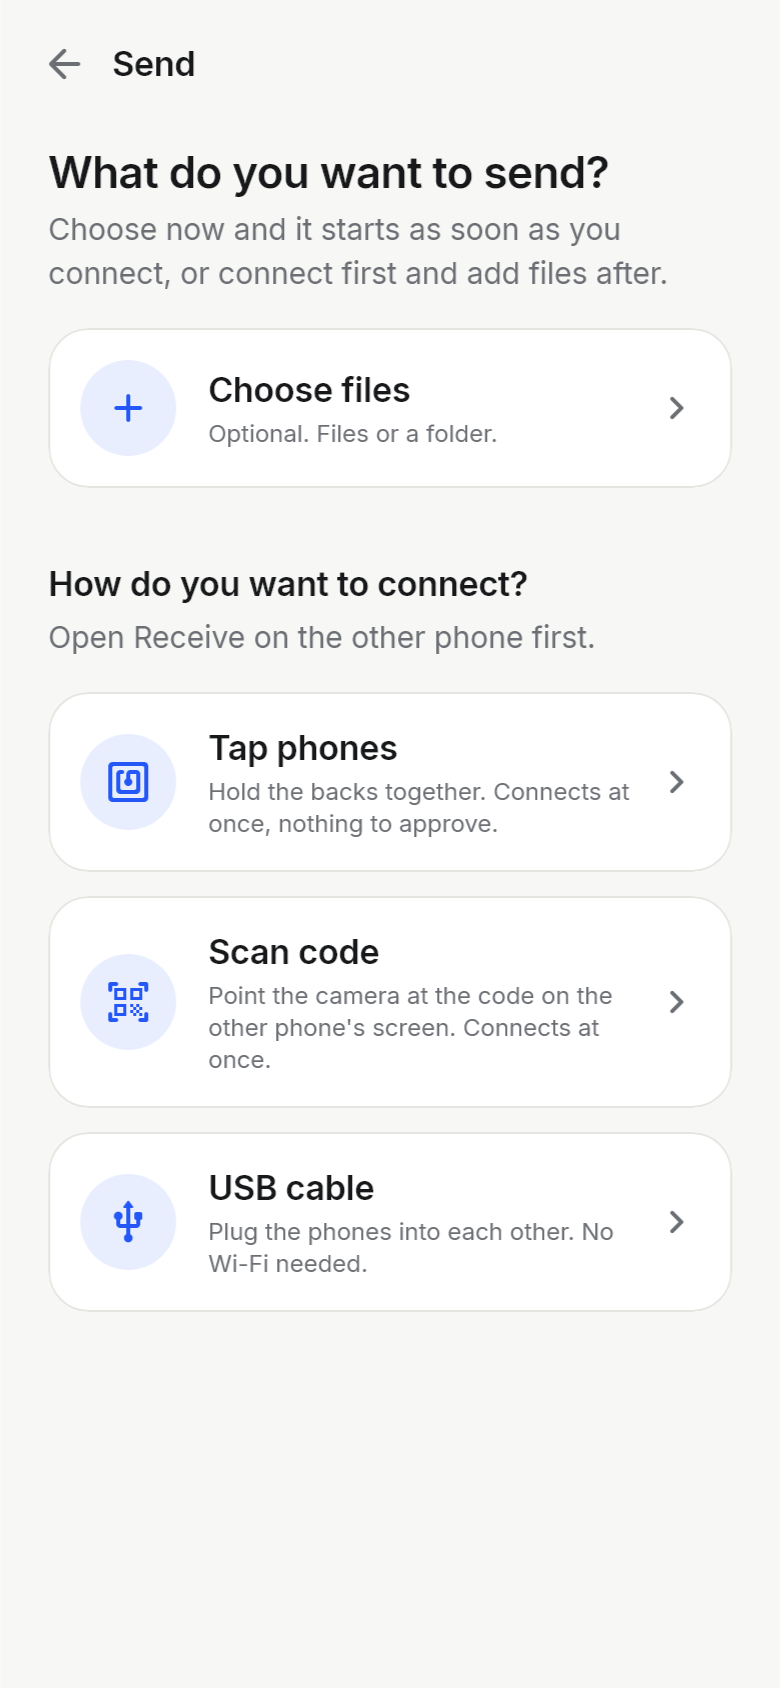 Send
What do you want to send?
Choose now and it starts as soon as you
connect, or connect first and add files after.
Choose files
Optional. Files or a folder.
How do you want to connect?
Open Receive on the other phone first.
Tap phones
Hold the backs together. Connects at
once, nothing to approve.
Scan code
Point the camera at the code on the
other phone's screen. Connects at
once.
USB cable
Plug the phones into each other. No
Wi-Fi needed.